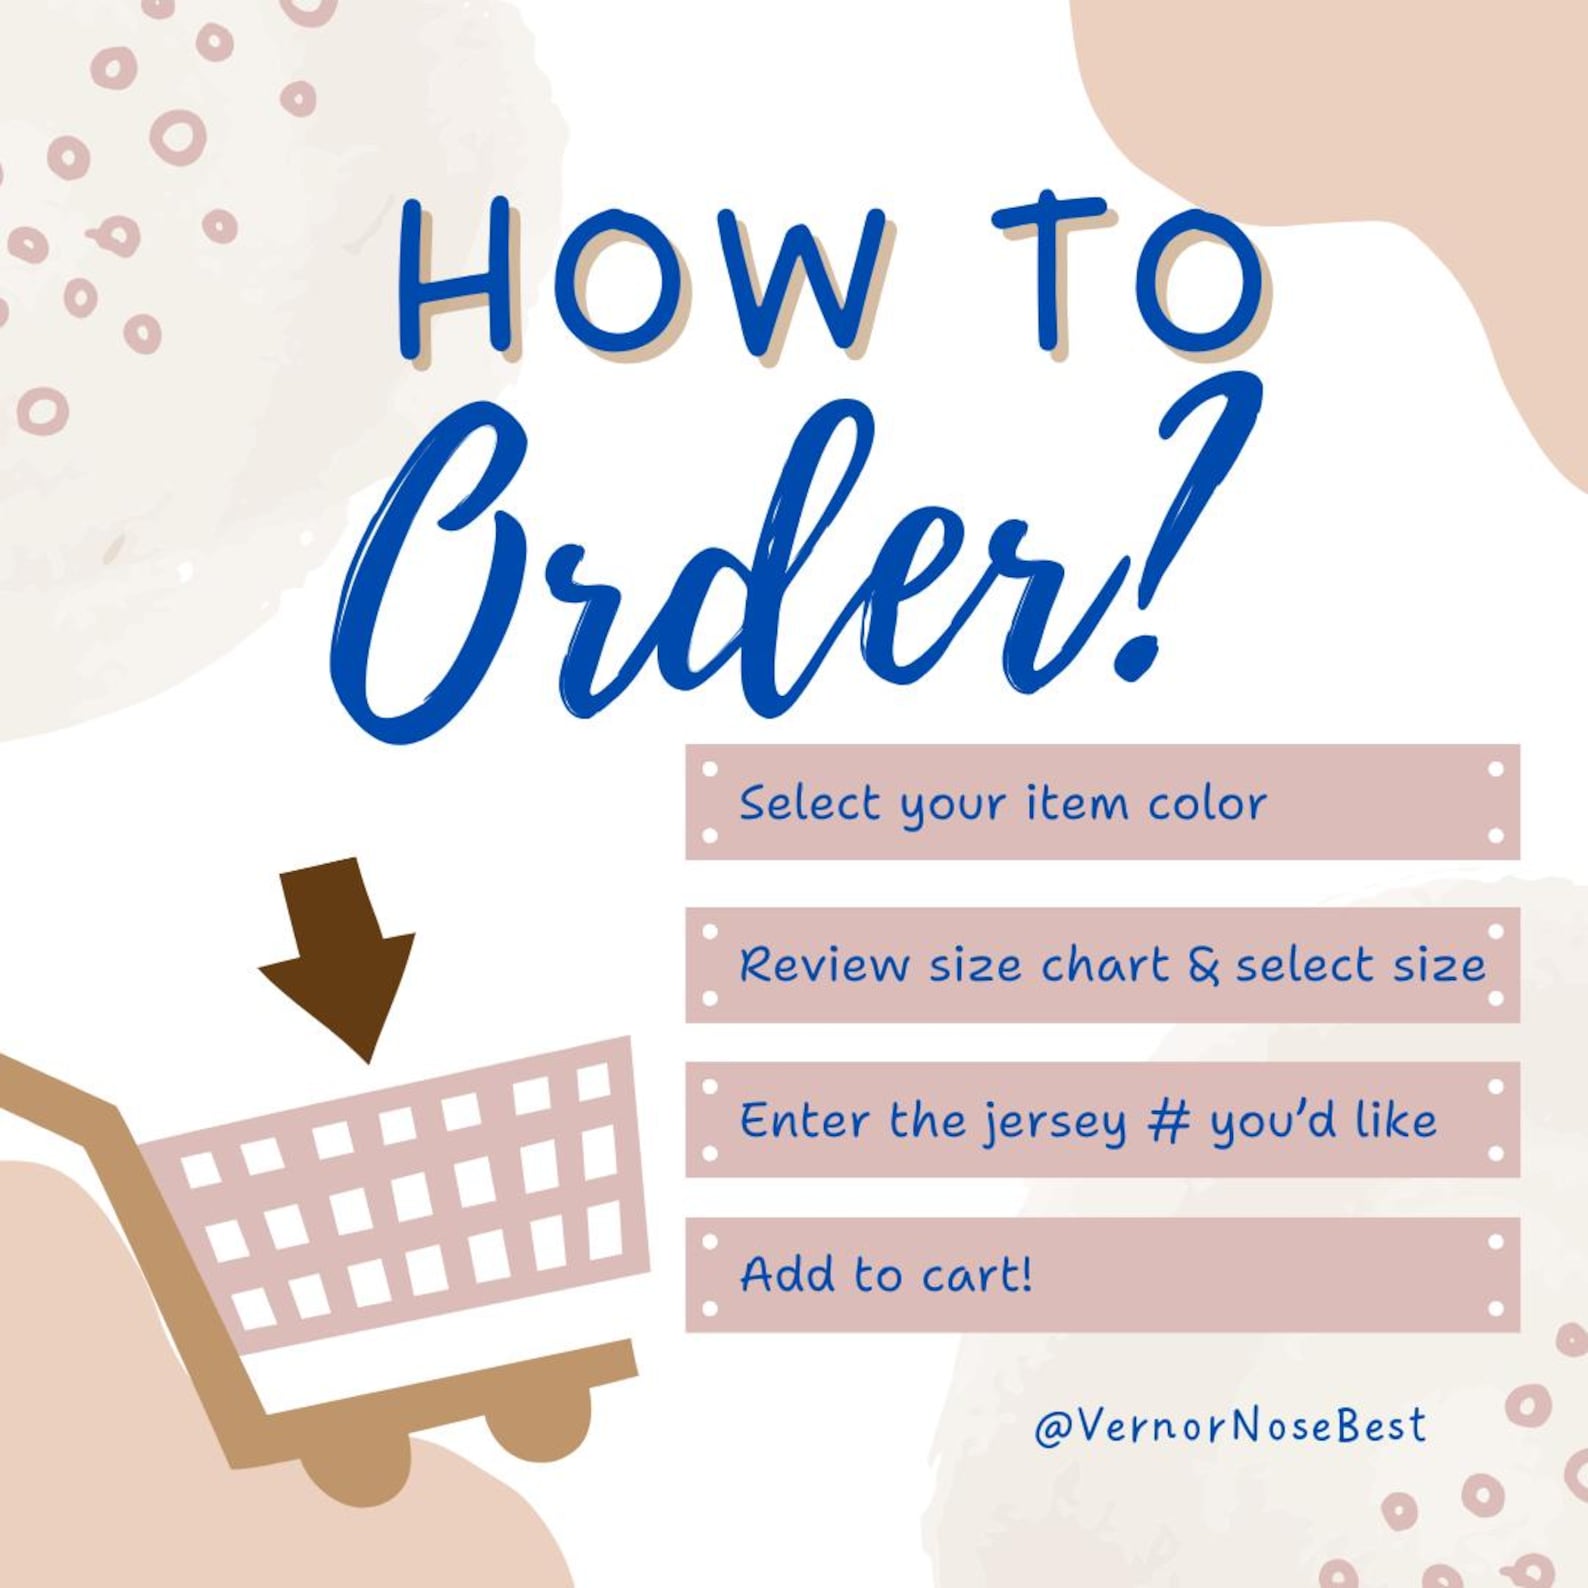 HOW TO
Order?
Select your item color
Review size chart & select size
Enter the jersey # you'd like
Add to cart!
@VernorNoseBest